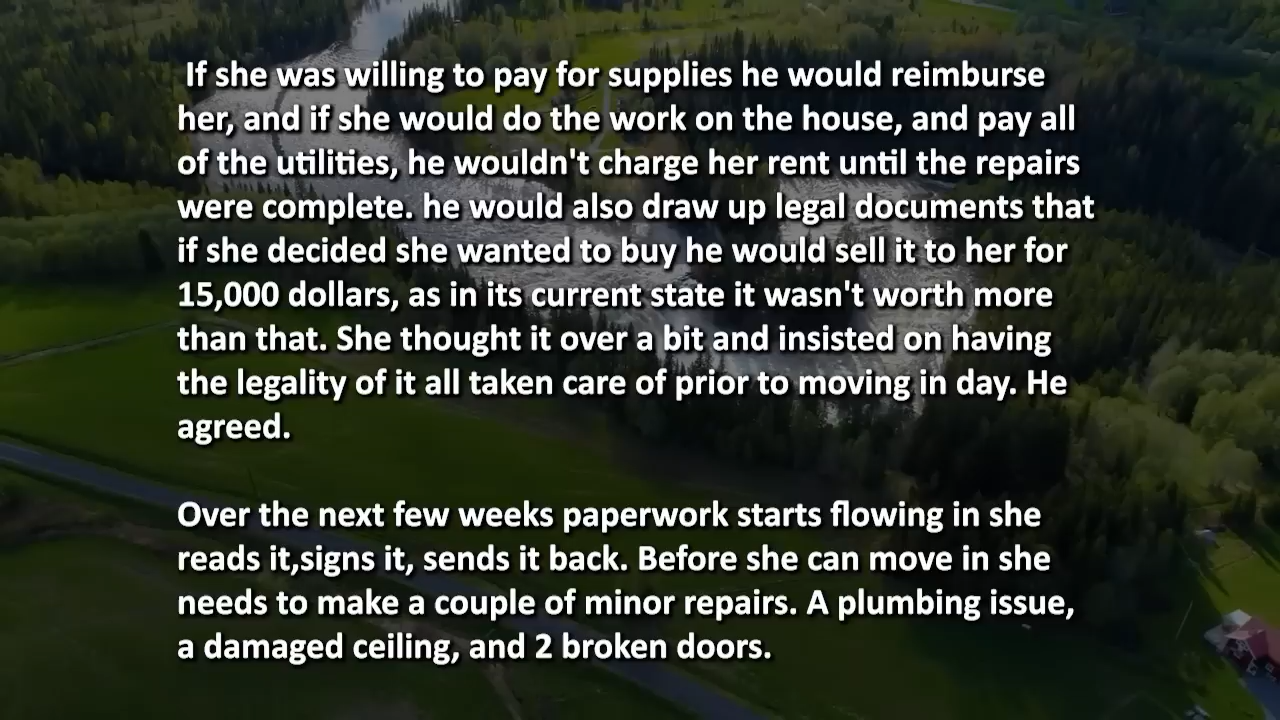 If she was willing to pay for supplies he would reimburse
her, and if she would do the work on the house, and pay all
of the utilities, he wouldn't charge her rent until the repairs
were complete. he would also draw up legal documents that
if she decided she wanted to buy he would sell it to her for
15,000 dollars, as in its current state it wasn't worth more
than that. She thought it over a bit and insisted on having
the legality of it all taken care of prior to moving in day. He
agreed.

Over the next few weeks paperwork starts flowing in she
reads it,signs it, sends it back. Before she can move in she
needs to make a couple of minor repairs. A plumbing issue,
a damaged ceiling, and 2 broken doors.